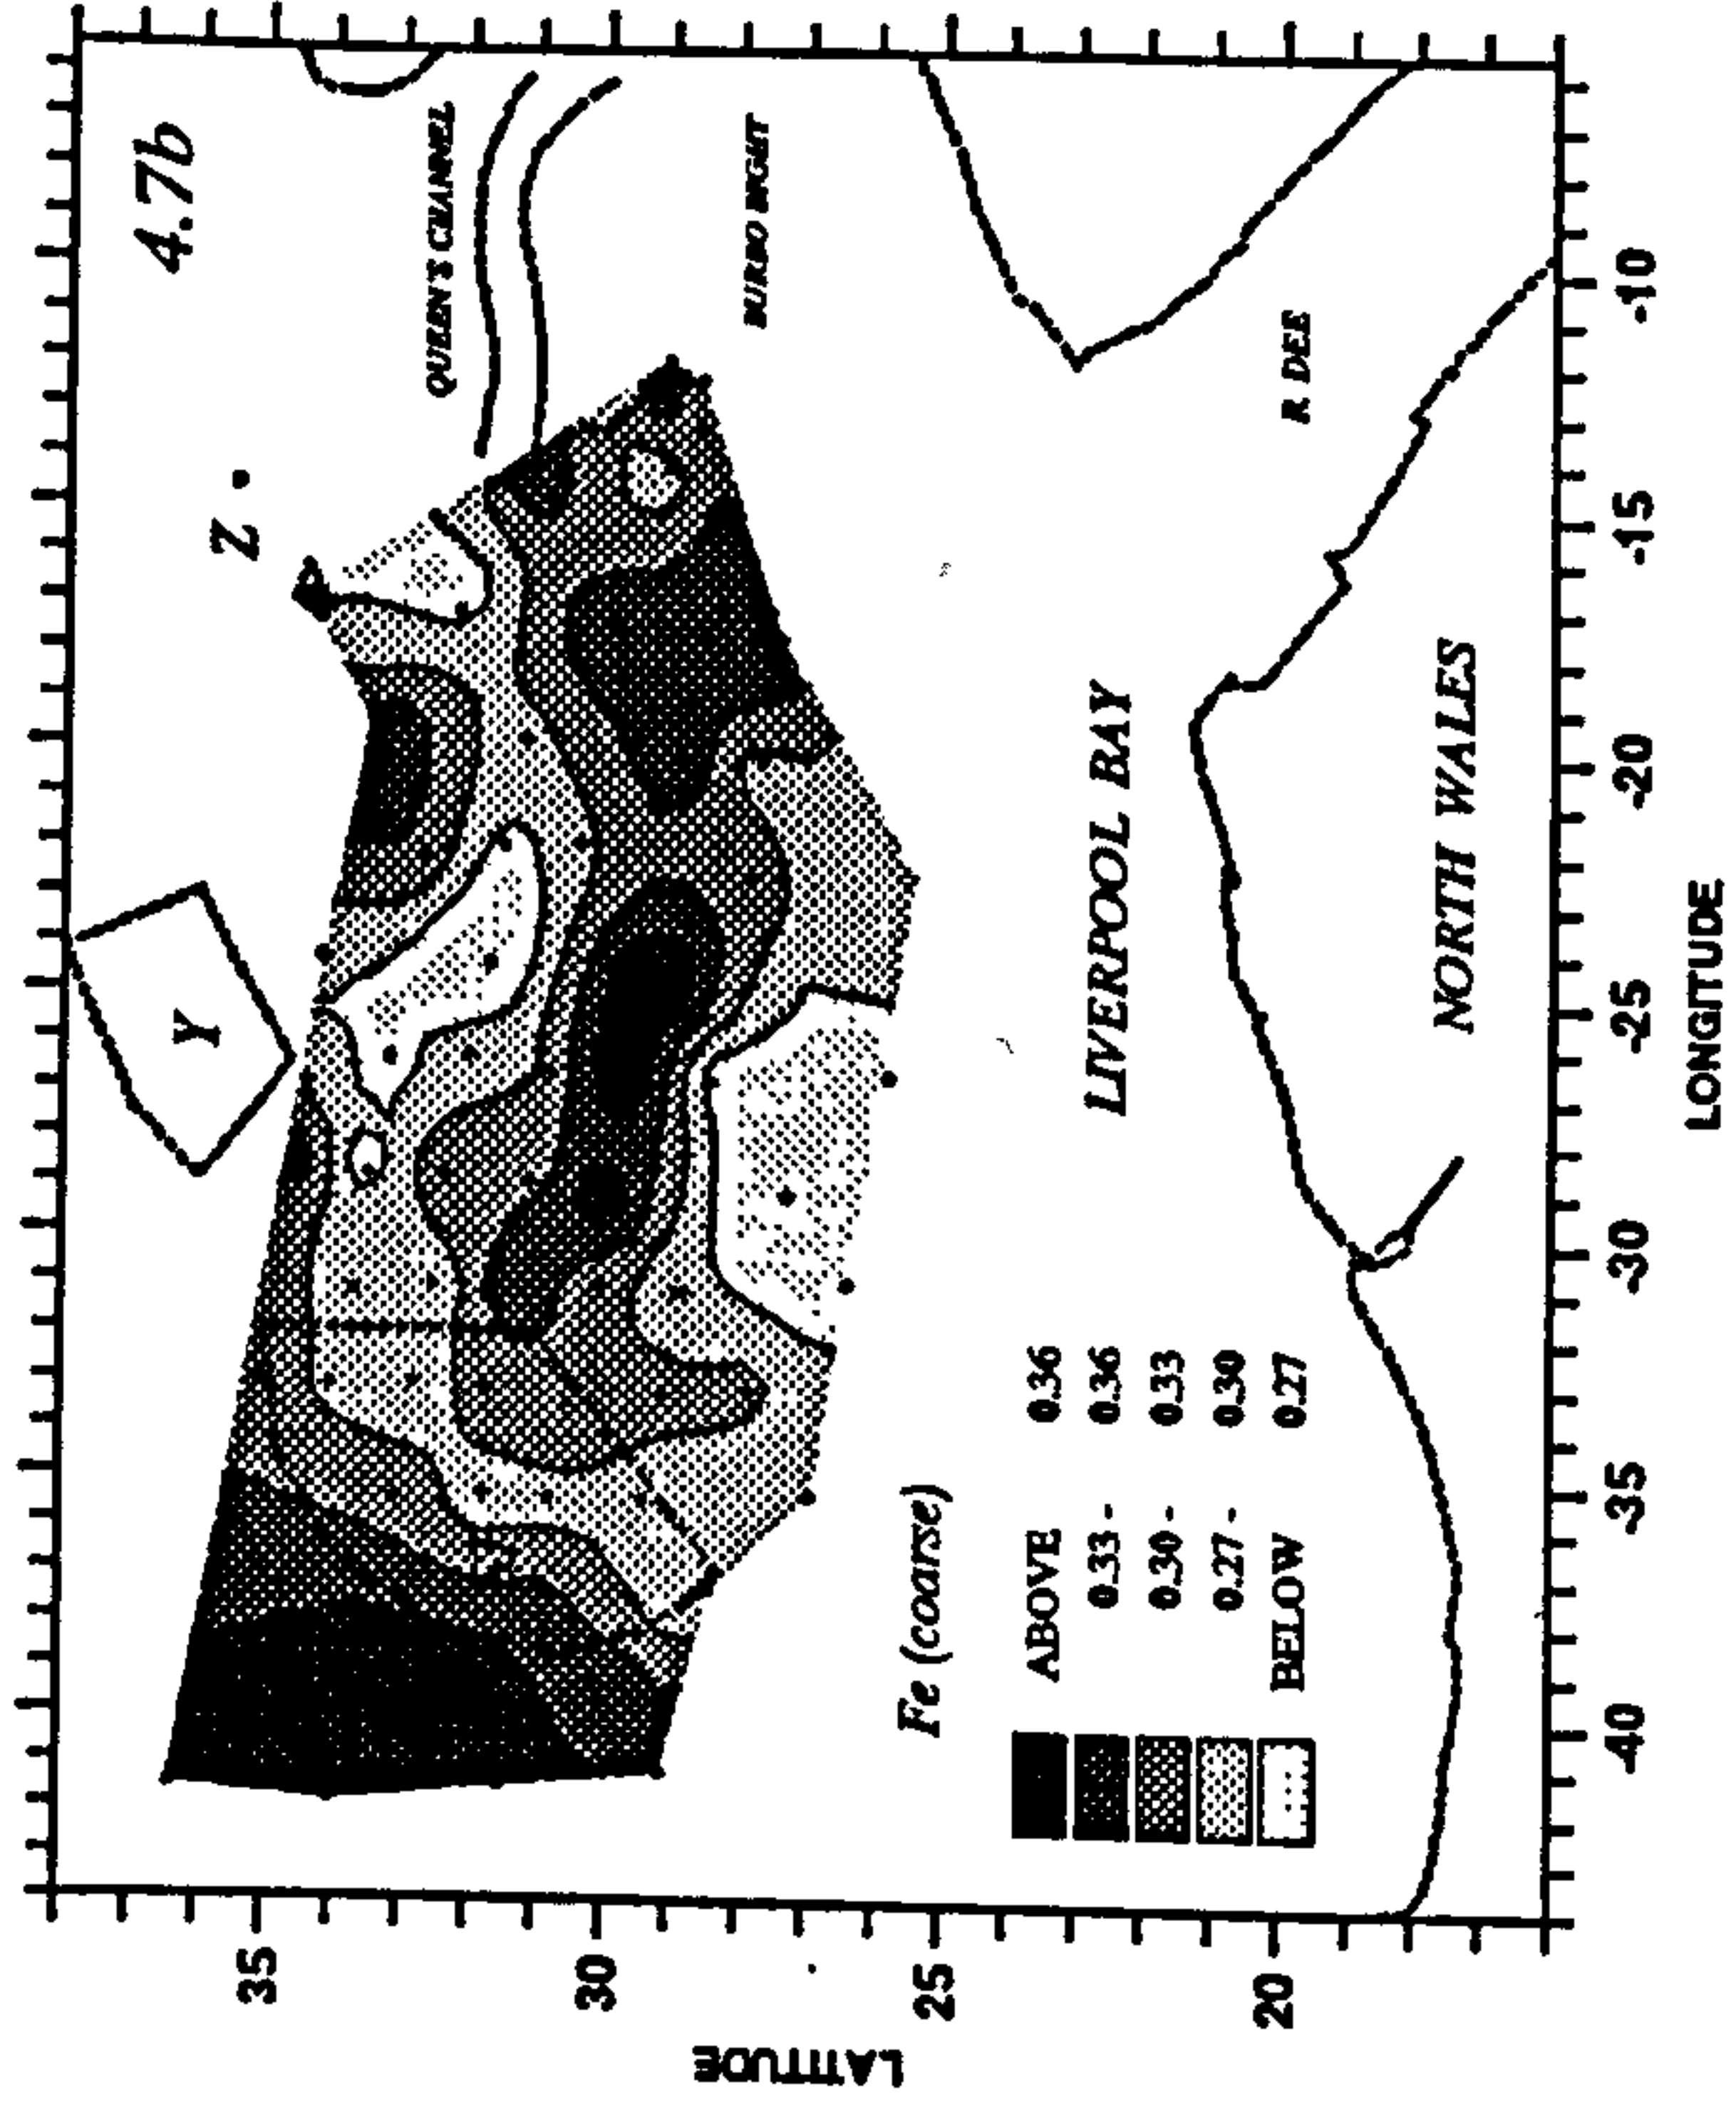 4.7b
Z
QUEEN'S CHANNEL
Y
BURBO BIGHT
LIVERPOOL BAY
R. DEE
NORTH WALES
Fe (coarse)
ABOVE 0.36
0.33 - 0.36
0.30 - 0.33
0.27 - 0.30
BELOW 0.27
LATITUDE
35
30
25
20
-40
-35
-30
-25
-20
-15
-10
LONGITUDE